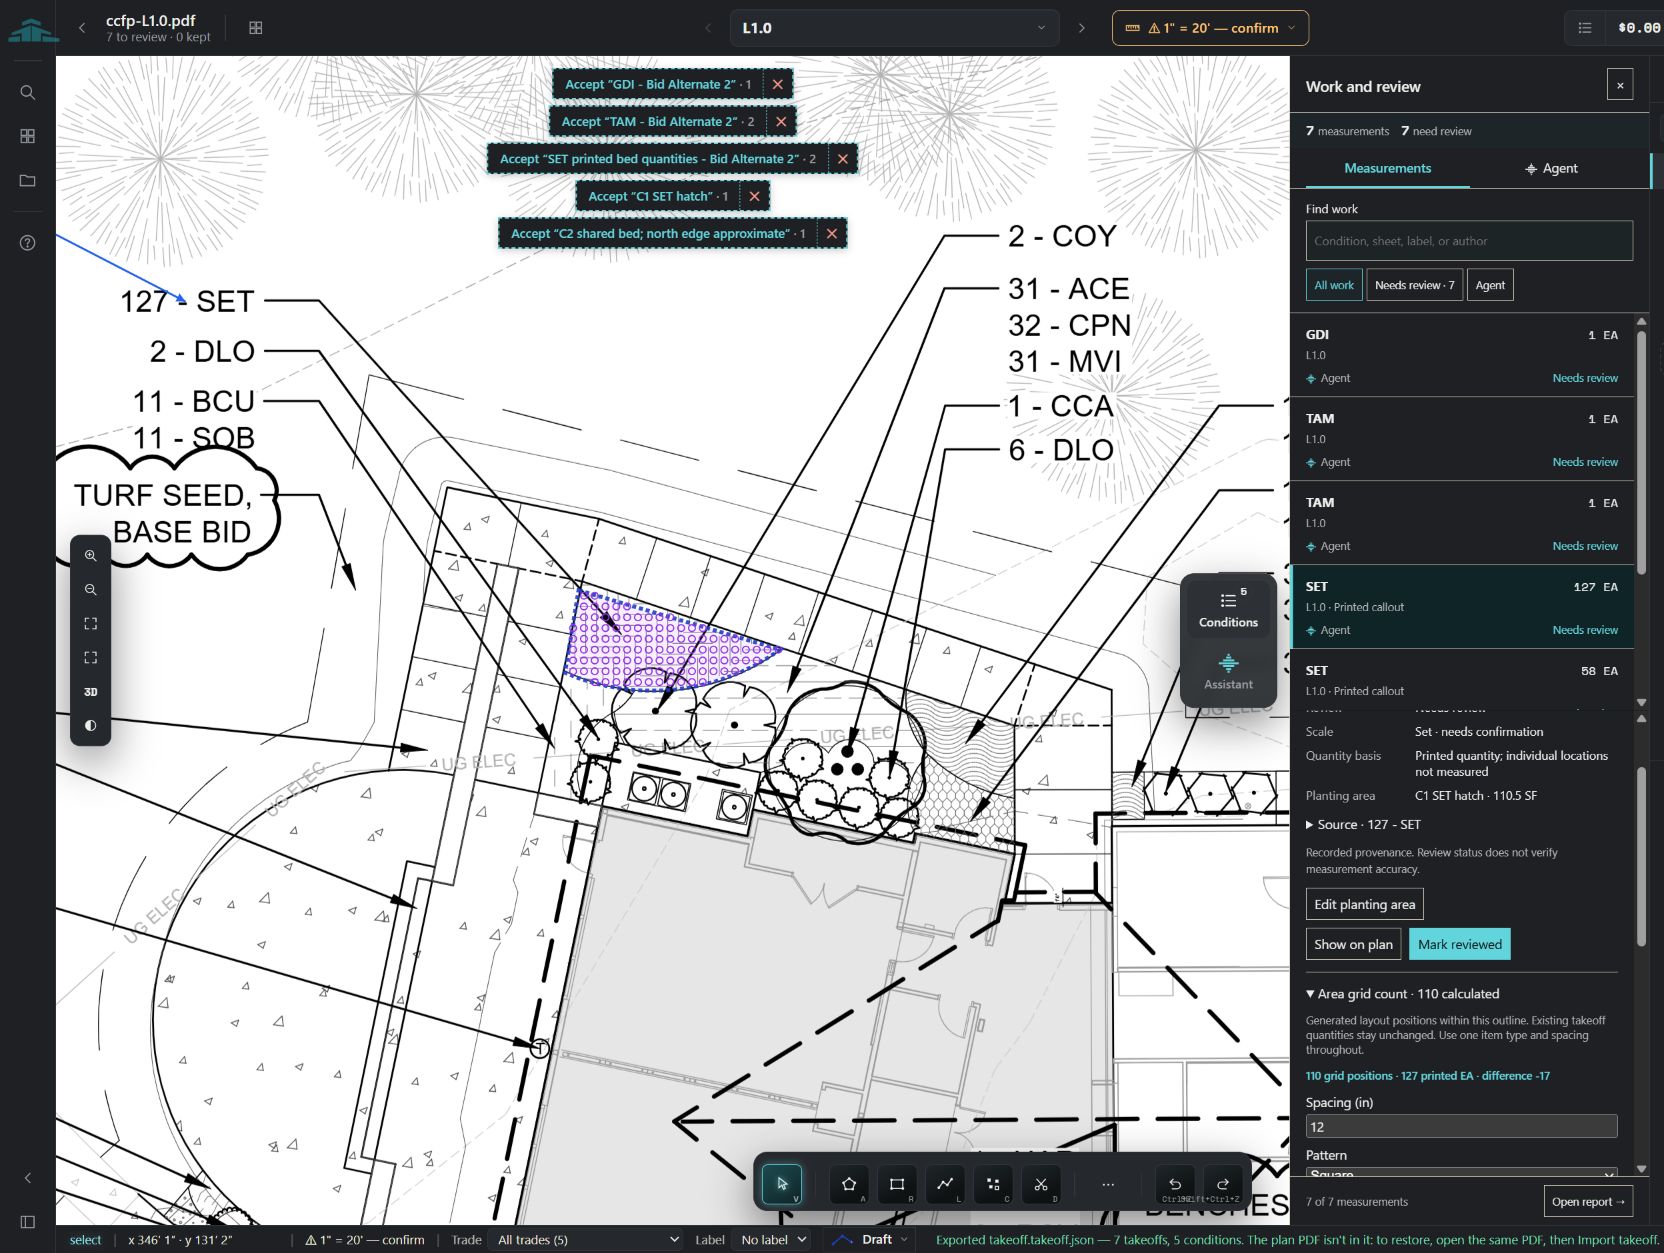 ccfp-L1.0.pdf
7 to review · 0 kept
L1.0
⚠ 1" = 20' — confirm
$0.00
Accept “GDI - Bid Alternate 2” · 1
Accept “TAM - Bid Alternate 2” · 2
Accept “SET printed bed quantities - Bid Alternate 2” · 2
Accept “C1 SET hatch” · 1
Accept “C2 shared bed; north edge approximate” · 1
127 - SET
2 - DLO
11 - BCU
11 - SOB
TURF SEED,
BASE BID
2 - COY
31 - ACE
32 - CPN
31 - MVI
1 - CCA
6 - DLO
UG ELEC
UG ELEC
UG ELEC
UG ELEC
UG ELEC
UG ELEC
UG ELEC
T
BENCHES
3D
5
Conditions
Assistant
V
A
R
L
C
D
Work and review
×
7 measurements 7 need review
Measurements
Agent
Find work
Condition, sheet, label, or author
All work
Needs review · 7
Agent
GDI 1 EA
L1.0
Agent Needs review
TAM 1 EA
L1.0
Agent Needs review
TAM 1 EA
L1.0
Agent Needs review
SET 127 EA
L1.0 · Printed callout
Agent Needs review
SET 58 EA
L1.0 · Printed callout
Scale Set · needs confirmation
Quantity basis Printed quantity; individual locations
not measured
Planting area C1 SET hatch · 110.5 SF
Source · 127 - SET
Recorded provenance. Review status does not verify
measurement accuracy.
Edit planting area
Show on plan
Mark reviewed
Area grid count · 110 calculated
Generated layout positions within this outline. Existing takeoff
quantities stay unchanged. Use one item type and spacing
throughout.
110 grid positions · 127 printed EA · difference -17
Spacing (in)
12
Pattern
Square
7 of 7 measurements
Open report →
select
x 346' 1" · y 131' 2"
⚠ 1" = 20' — confirm
Trade All trades (5)
Label No label
Draft
Exported takeoff.takeoff.json — 7 takeoffs, 5 conditions. The plan PDF isn't in it: to restore, open the same PDF, then Import takeoff.